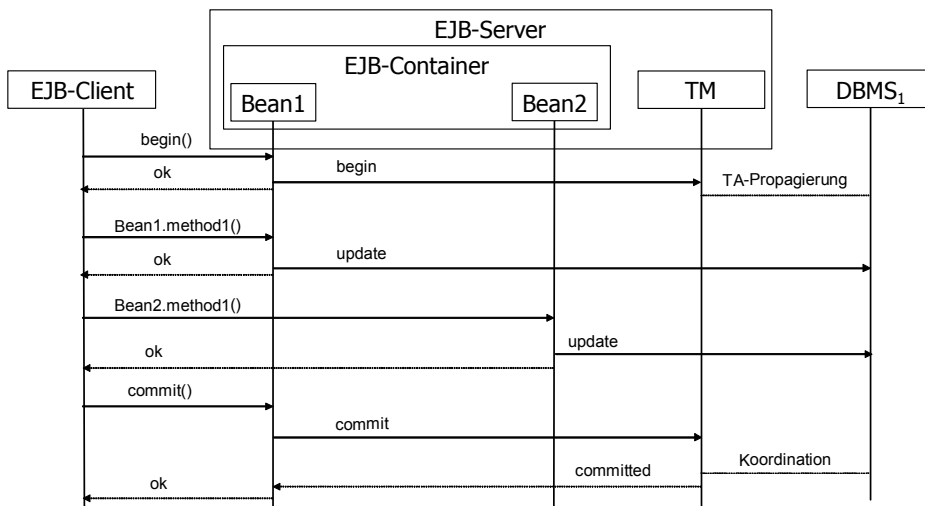 EJB-Server
EJB-Container
EJB-Client
Bean1
Bean2
TM
DBMS₁
begin()
ok
begin
TA-Propagierung
Bean1.method1()
ok
update
Bean2.method1()
ok
update
commit()
commit
Koordination
committed
ok